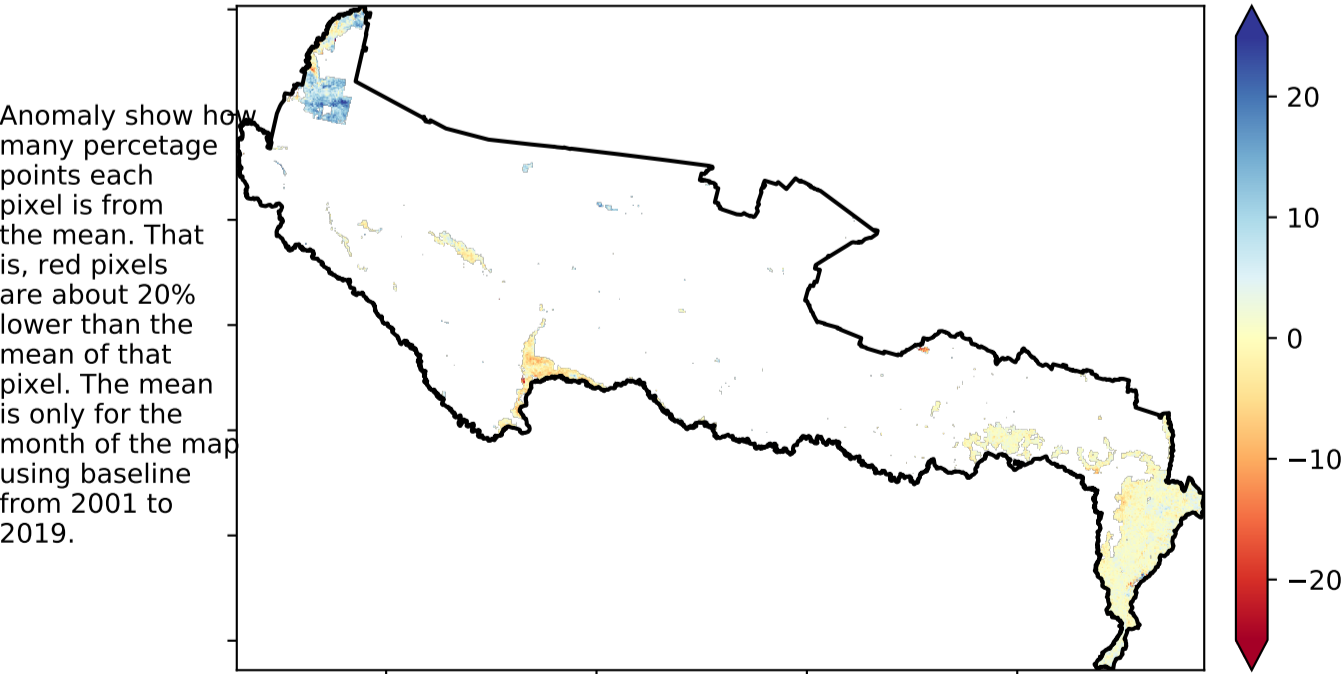 Anomaly show how
many percetage
points each
pixel is from
the mean. That
is, red pixels
are about 20%
lower than the
mean of that
pixel. The mean
is only for the
month of the map
using baseline
from 2001 to
2019.
20
10
0
−10
−20